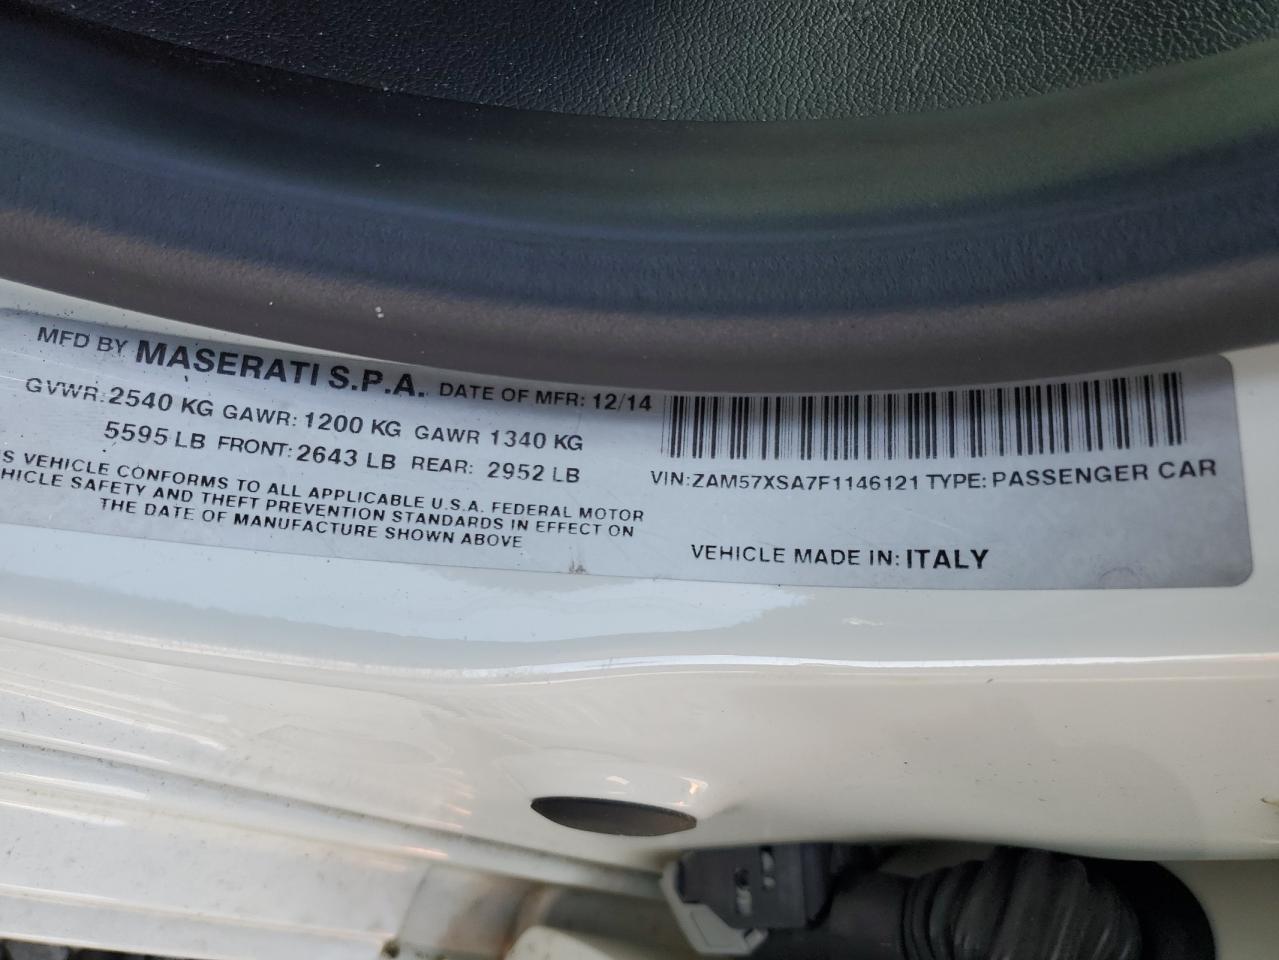 MFD BY MASERATI S.P.A. DATE OF MFR: 12/14
GVWR: 2540 KG GAWR: 1200 KG GAWR 1340 KG
5595 LB FRONT: 2643 LB REAR: 2952 LB
VEHICLE CONFORMS TO ALL APPLICABLE U.S.A. FEDERAL MOTOR
SAFETY AND THEFT PREVENTION STANDARDS IN EFFECT ON
THE DATE OF MANUFACTURE SHOWN ABOVE
VIN: ZAM57XSA7F1146121 TYPE: PASSENGER CAR
VEHICLE MADE IN: ITALY